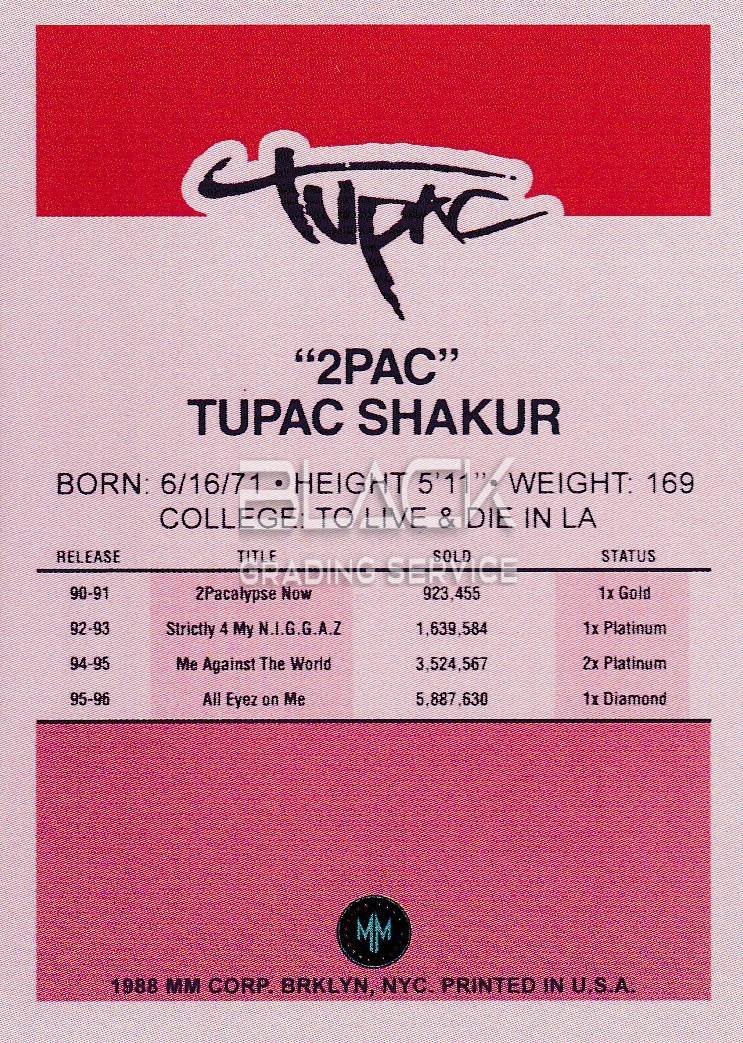 TUPAC
“2PAC”
TUPAC SHAKUR
BORN: 6/16/71 • HEIGHT 5'11" • WEIGHT: 169
COLLEGE: TO LIVE & DIE IN LA
BLACK
GRADING SERVICE
RELEASE TITLE SOLD STATUS
90-91 2Pacalypse Now 923,455 1x Gold
92-93 Strictly 4 My N.I.G.G.A.Z 1,639,584 1x Platinum
94-95 Me Against The World 3,524,567 2x Platinum
95-96 All Eyez on Me 5,887,630 1x Diamond
MM
1988 MM CORP. BRKLYN, NYC. PRINTED IN U.S.A.